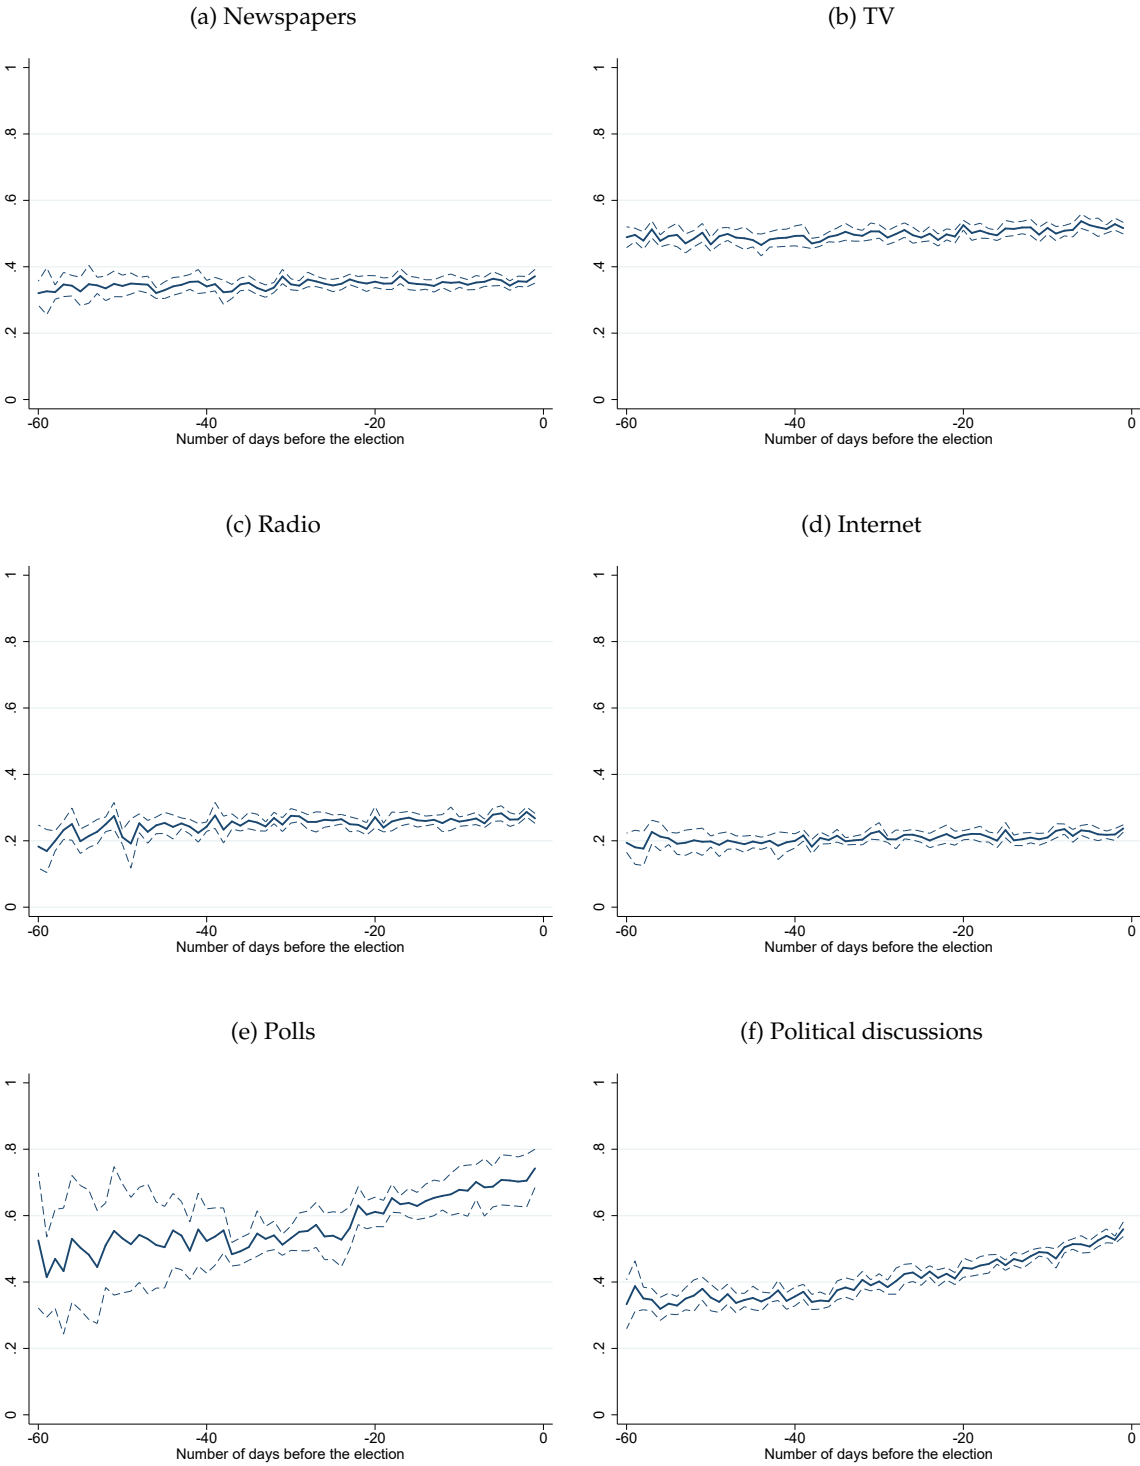 (a) Newspapers
1
.8
.6
.4
.2
0
-60 -40 -20 0
Number of days before the election
(b) TV
1
.8
.6
.4
.2
0
-60 -40 -20 0
Number of days before the election
(c) Radio
1
.8
.6
.4
.2
0
-60 -40 -20 0
Number of days before the election
(d) Internet
1
.8
.6
.4
.2
0
-60 -40 -20 0
Number of days before the election
(e) Polls
1
.8
.6
.4
.2
0
-60 -40 -20 0
Number of days before the election
(f) Political discussions
1
.8
.6
.4
.2
0
-60 -40 -20 0
Number of days before the election